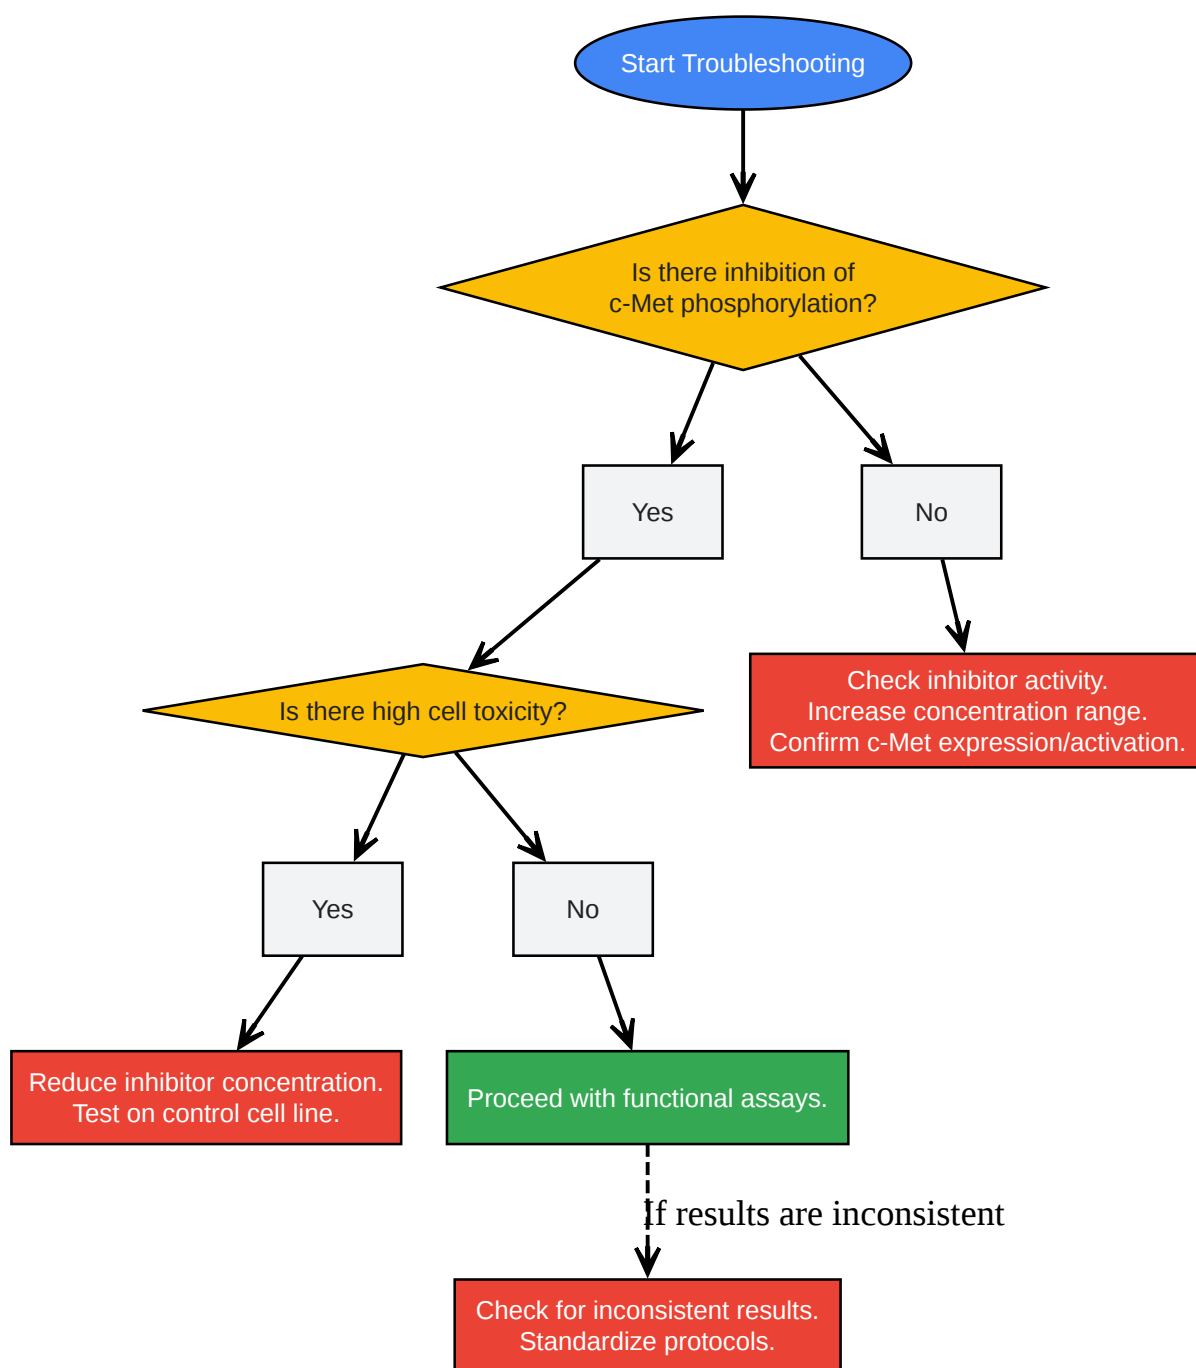 Start Troubleshooting
Is there inhibition of
c-Met phosphorylation?
Yes
No
Check inhibitor activity.
Increase concentration range.
Confirm c-Met expression/activation.
Is there high cell toxicity?
Yes
No
Reduce inhibitor concentration.
Test on control cell line.
Proceed with functional assays.
If results are inconsistent
Check for inconsistent results.
Standardize protocols.